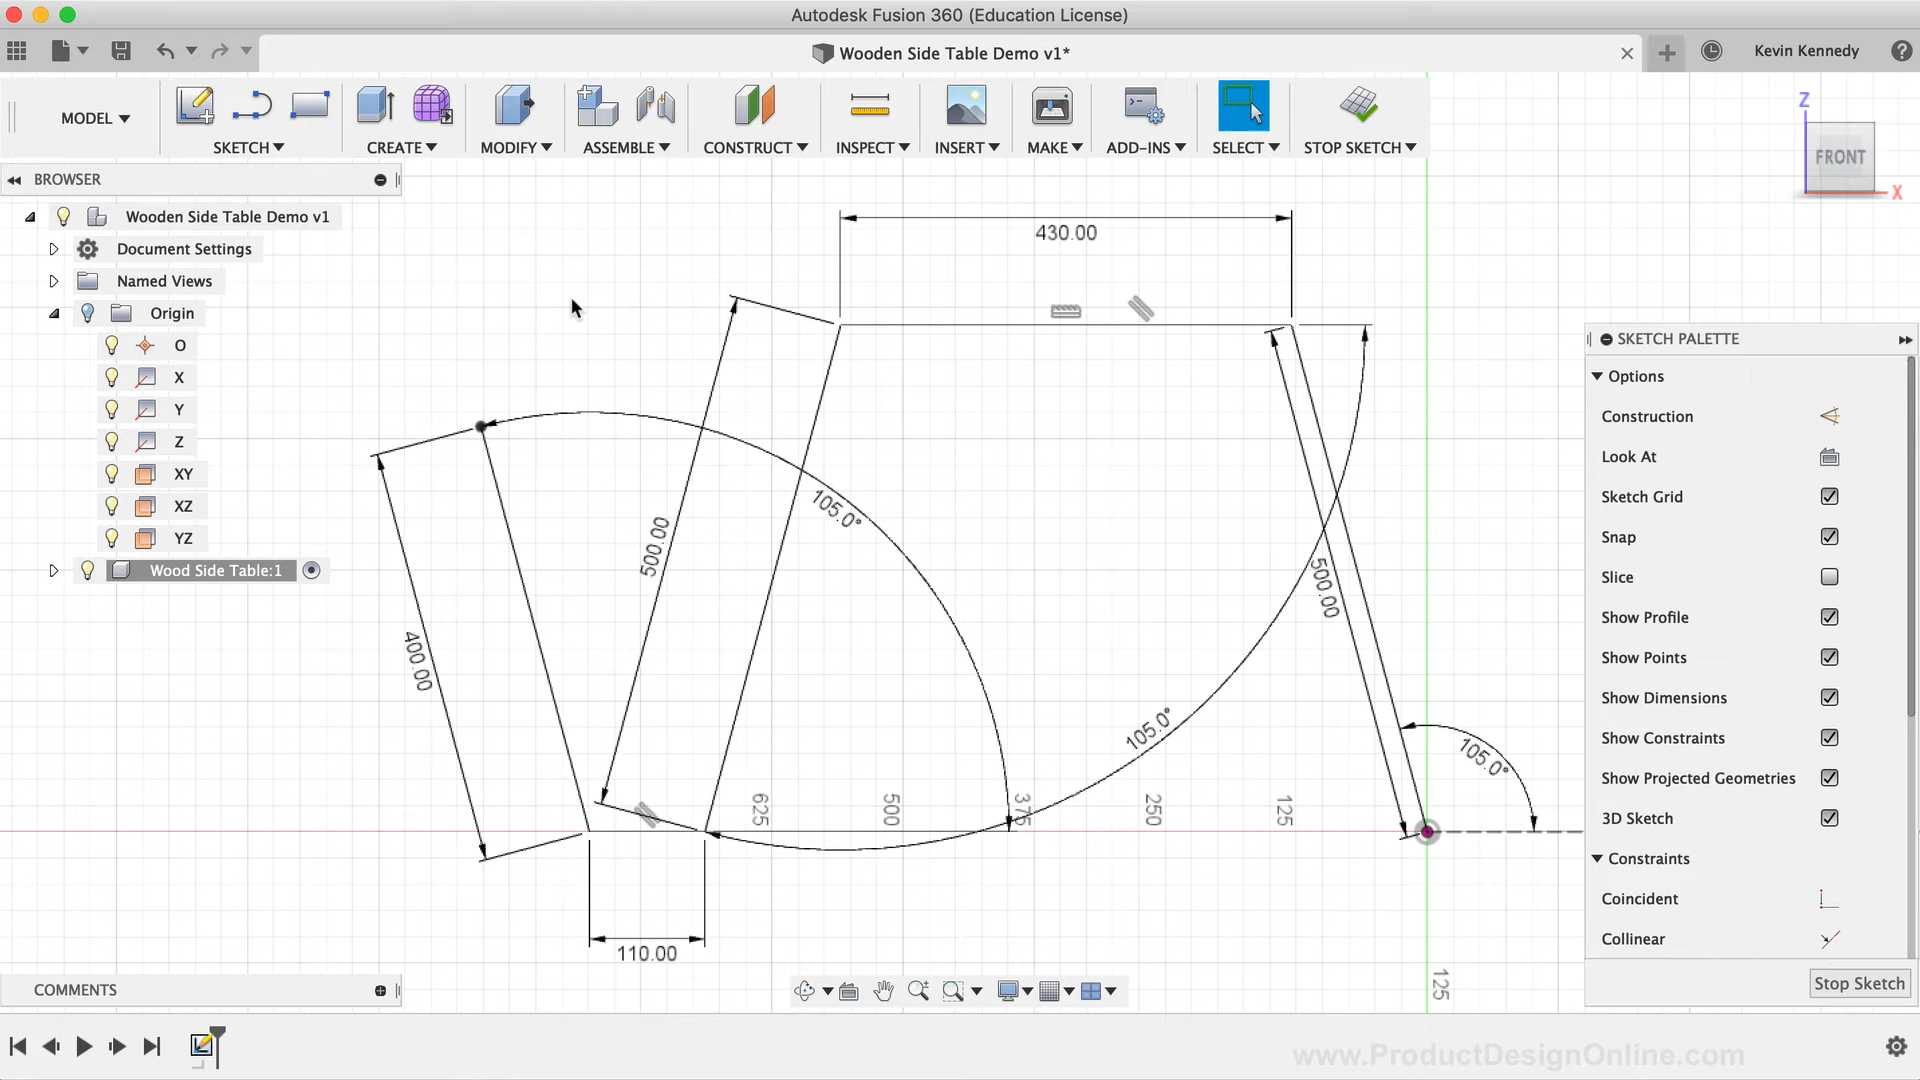 Autodesk Fusion 360 (Education License)
Wooden Side Table Demo v1*
Kevin Kennedy
MODEL
SKETCH
CREATE
MODIFY
ASSEMBLE
CONSTRUCT
INSPECT
INSERT
MAKE
ADD-INS
SELECT
STOP SKETCH
Z
FRONT
X
BROWSER
Wooden Side Table Demo v1
Document Settings
Named Views
Origin
O
X
Y
Z
XY
XZ
YZ
Wood Side Table:1
430.00
500.00
105.0°
400.00
500.00
105.0°
105.0°
625
500
375
250
125
110.00
125
SKETCH PALETTE
Options
Construction
Look At
Sketch Grid
Snap
Slice
Show Profile
Show Points
Show Dimensions
Show Constraints
Show Projected Geometries
3D Sketch
Constraints
Coincident
Collinear
Stop Sketch
COMMENTS
www.ProductDesignOnline.com